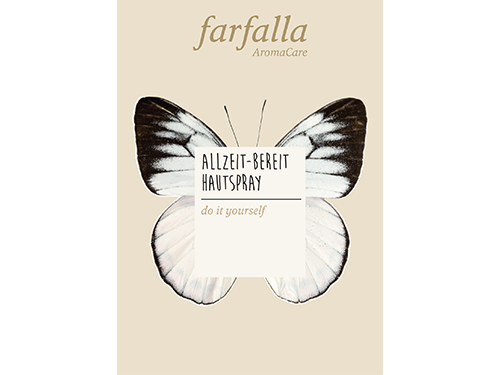 farfalla
AromaCare
ALLZEIT-BEREIT
HAUTSPRAY
do it yourself